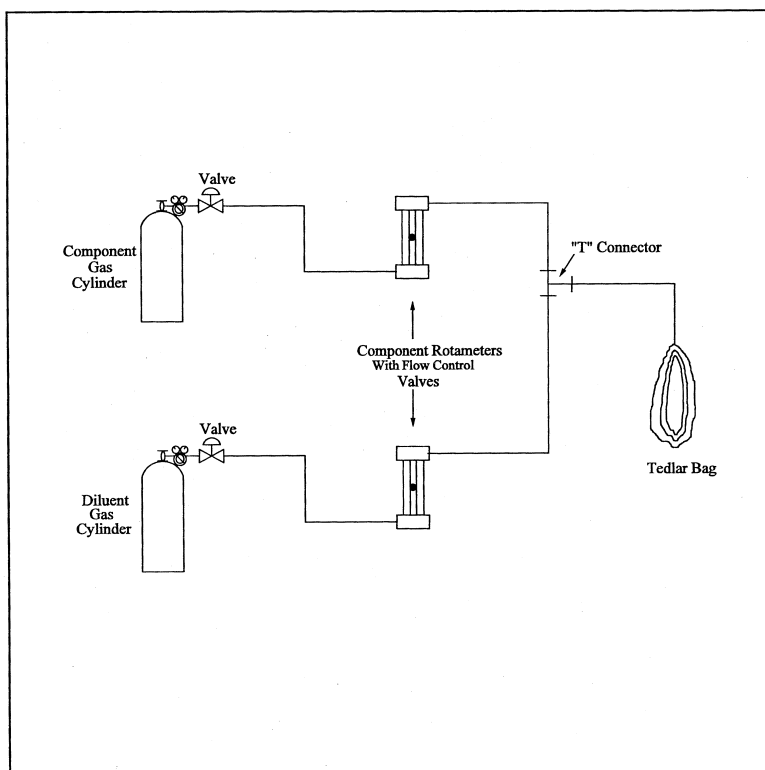 Valve
Component
Gas
Cylinder
"T" Connector
Component Rotameters
With Flow Control
Valves
Valve
Tedlar Bag
Diluent
Gas
Cylinder